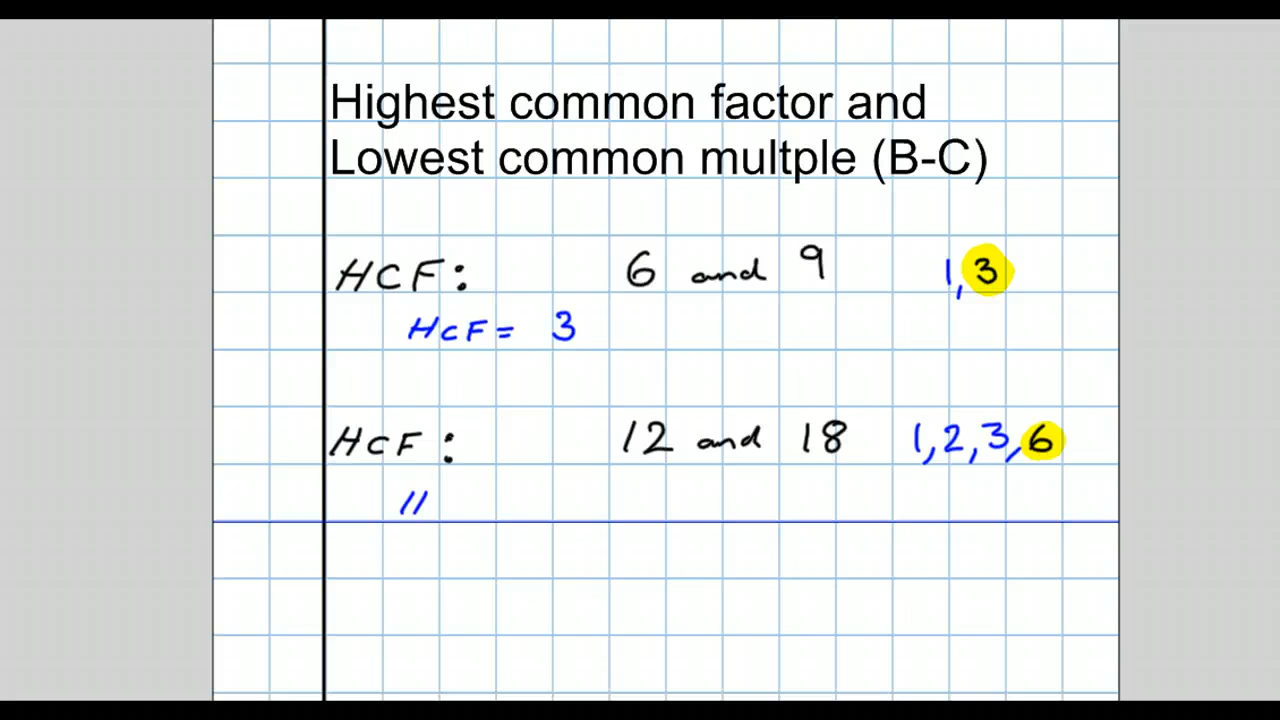 Highest common factor and
Lowest common multple (B-C)
HCF: 6 and 9 1, 3
HCF= 3
HCF: 12 and 18 1, 2, 3, 6